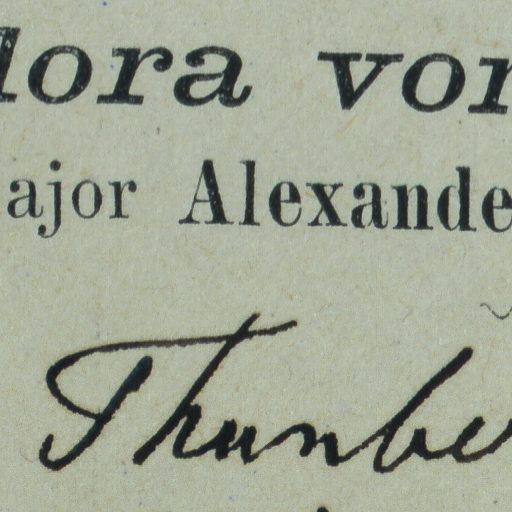 lora von
ajor Alexande
Thunbe